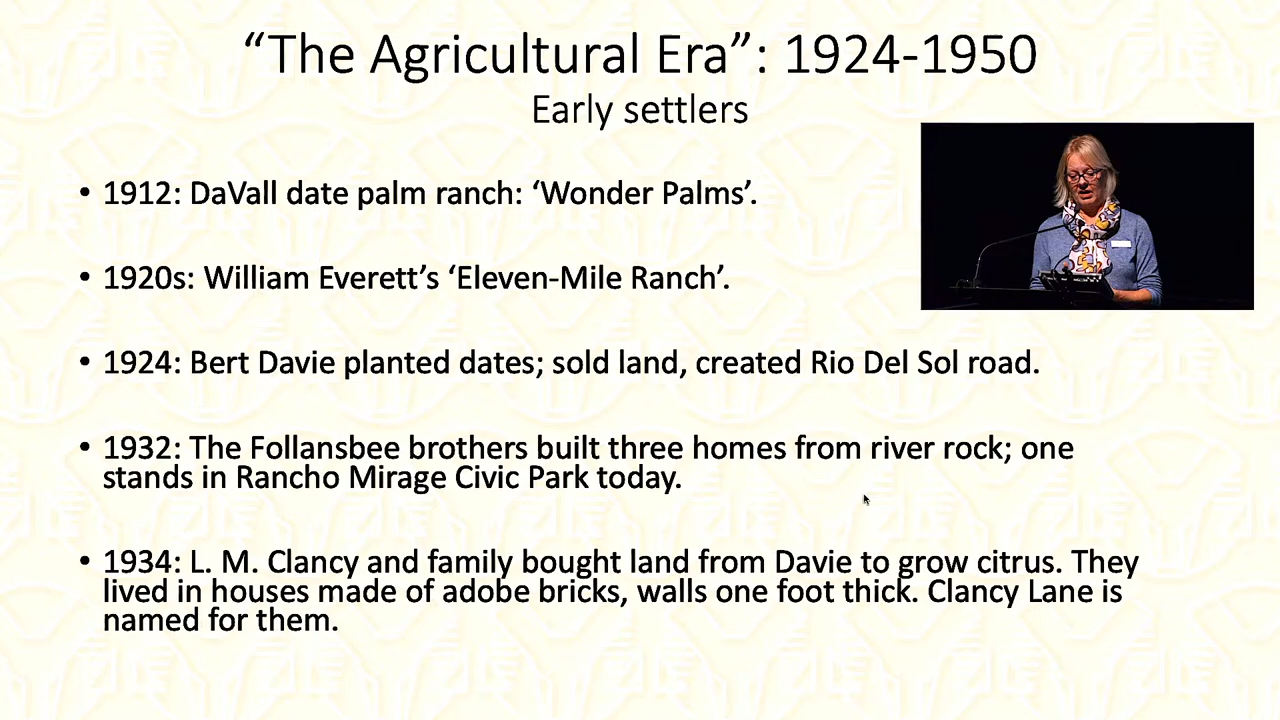 “The Agricultural Era”: 1924-1950
Early settlers
• 1912: DaVall date palm ranch: ‘Wonder Palms’.
• 1920s: William Everett’s ‘Eleven-Mile Ranch’.
• 1924: Bert Davie planted dates; sold land, created Rio Del Sol road.
• 1932: The Follansbee brothers built three homes from river rock; one
stands in Rancho Mirage Civic Park today.
• 1934: L. M. Clancy and family bought land from Davie to grow citrus. They
lived in houses made of adobe bricks, walls one foot thick. Clancy Lane is
named for them.